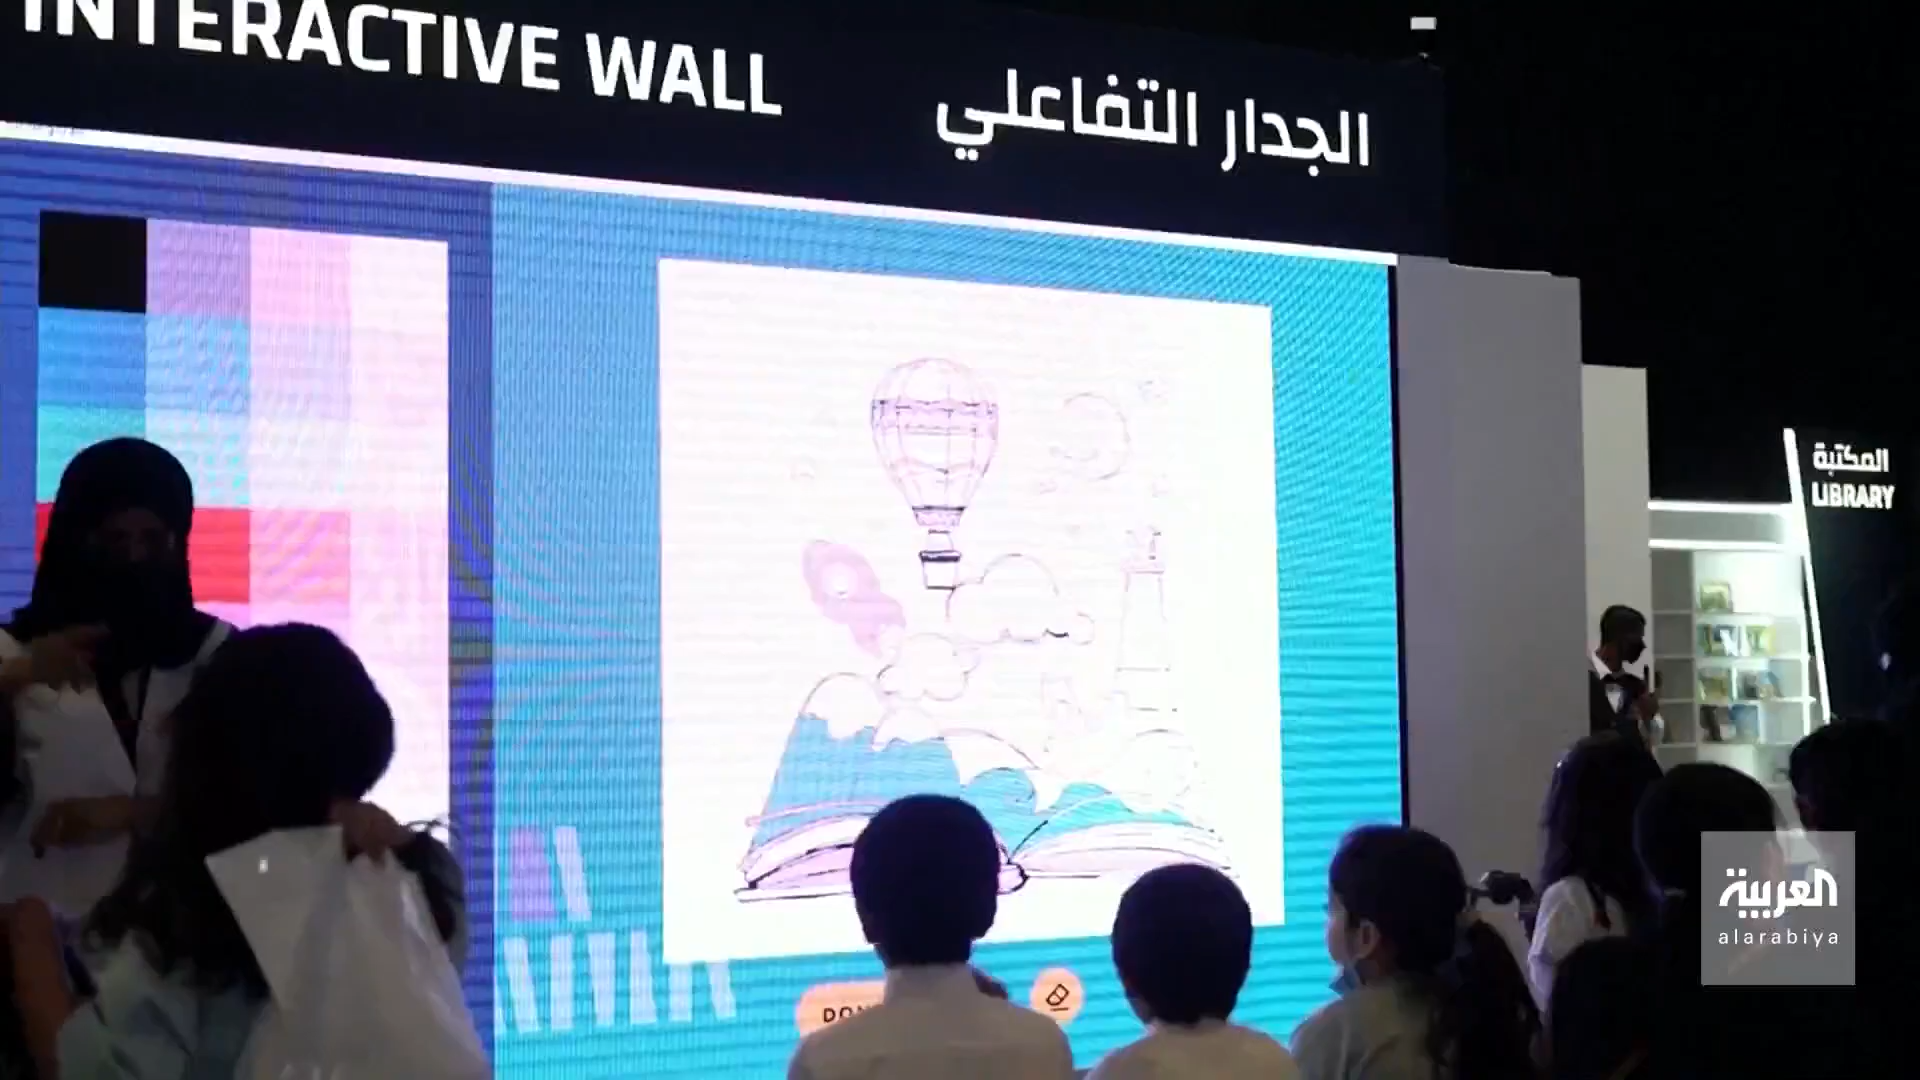 INTERACTIVE WALL
الجدار التفاعلي
المكتبة
LIBRARY
العربية
alarabiya